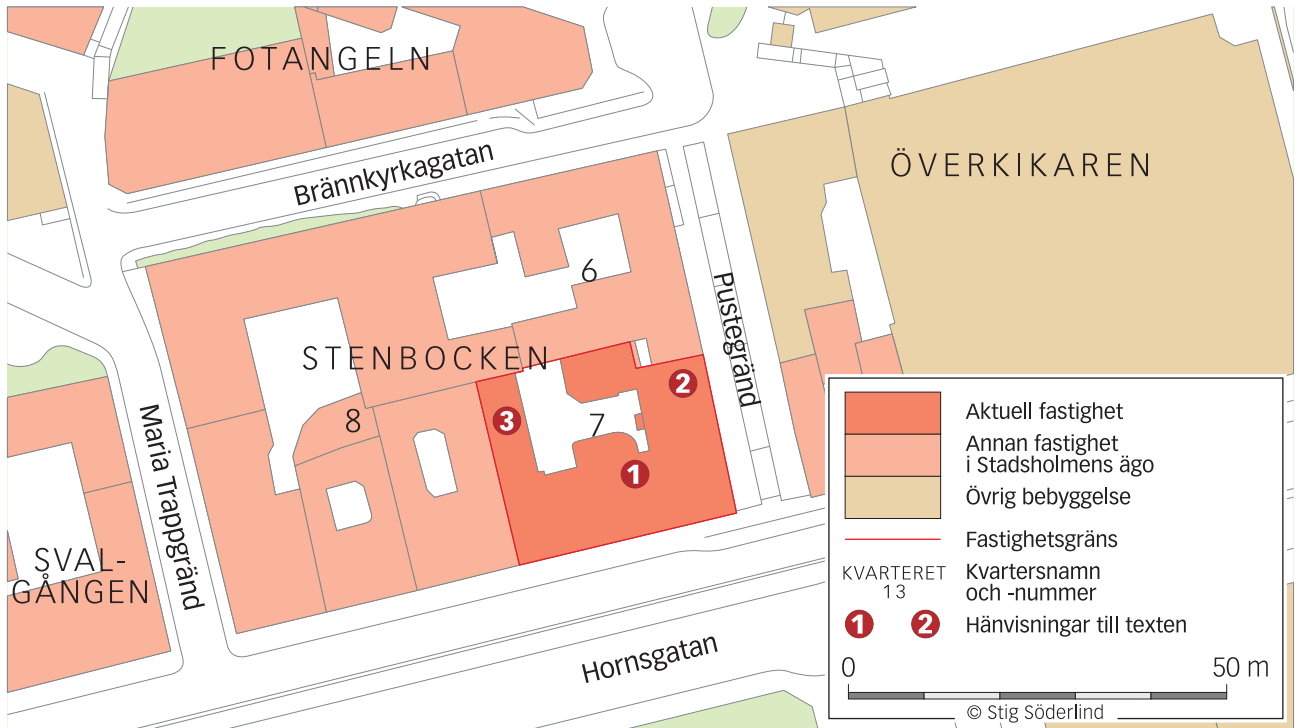 FOTANGELN
Brännkyrkagatan
ÖVERKIKAREN
6
Pustegränd
STENBOCKEN
2
3
7
8
1
Maria Trappgränd
SVAL-
GÅNGEN
Hornsgatan
Aktuell fastighet
Annan fastighet
i Stadsholmens ägo
Övrig bebyggelse
Fastighetsgräns
KVARTERET
13
Kvartersnamn
och -nummer
1 2 Hänvisningar till texten
0 50 m
© Stig Söderlind